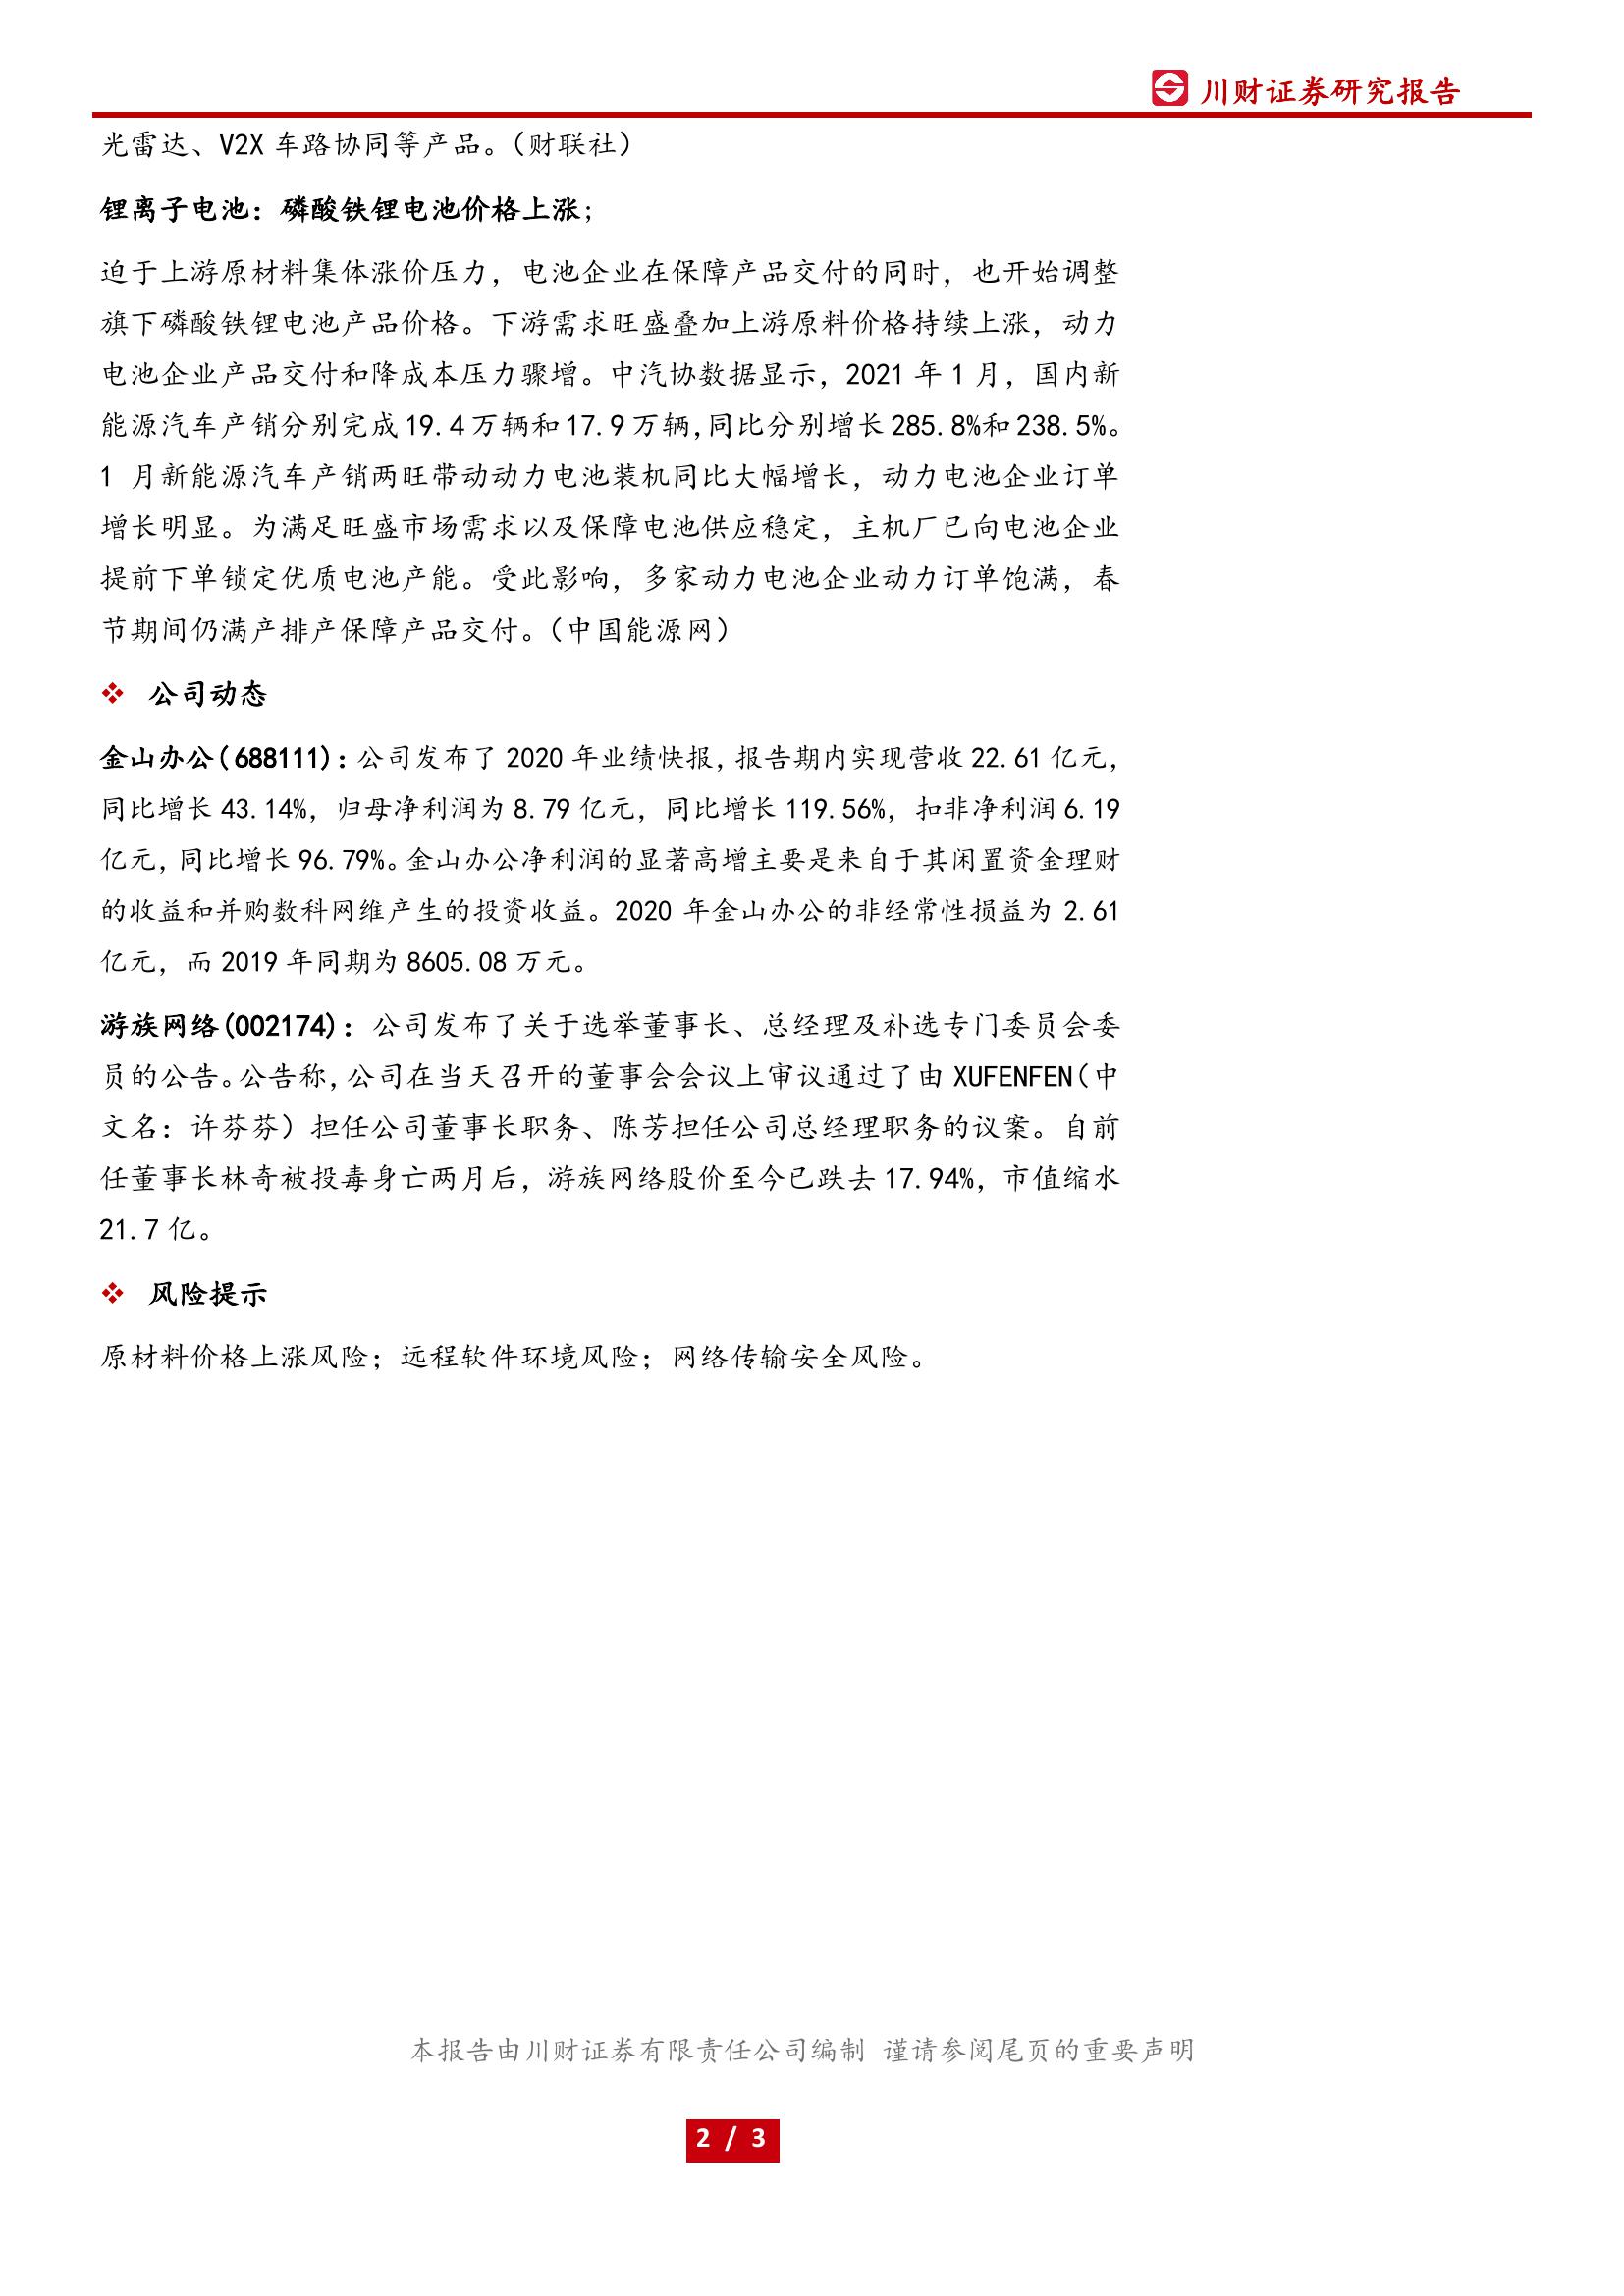 川财证券研究报告
光雷达、V2X 车路协同等产品。（财联社）
锂离子电池：磷酸铁锂电池价格上涨；
迫于上游原材料集体涨价压力，电池企业在保障产品交付的同时，也开始调整
旗下磷酸铁锂电池产品价格。下游需求旺盛叠加上游原料价格持续上涨，动力
电池企业产品交付和降成本压力骤增。中汽协数据显示，2021 年 1 月，国内新
能源汽车产销分别完成 19.4 万辆和 17.9 万辆，同比分别增长 285.8%和 238.5%。
1 月新能源汽车产销两旺带动动力电池装机同比大幅增长，动力电池企业订单
增长明显。为满足旺盛市场需求以及保障电池供应稳定，主机厂已向电池企业
提前下单锁定优质电池产能。受此影响，多家动力电池企业动力订单饱满，春
节期间仍满产排产保障产品交付。（中国能源网）
❖ 公司动态
金山办公（688111）：公司发布了 2020 年业绩快报，报告期内实现营收 22.61 亿元，
同比增长 43.14%，归母净利润为 8.79 亿元，同比增长 119.56%，扣非净利润 6.19
亿元，同比增长 96.79%。金山办公净利润的显著高增主要是来自于其闲置资金理财
的收益和并购数科网维产生的投资收益。2020 年金山办公的非经常性损益为 2.61
亿元，而 2019 年同期为 8605.08 万元。
游族网络(002174)：公司发布了关于选举董事长、总经理及补选专门委员会委
员的公告。公告称，公司在当天召开的董事会会议上审议通过了由 XUFENFEN（中
文名：许芬芬）担任公司董事长职务、陈芳担任公司总经理职务的议案。自前
任董事长林奇被投毒身亡两月后，游族网络股价至今已跌去 17.94%，市值缩水
21.7 亿。
❖ 风险提示
原材料价格上涨风险；远程软件环境风险；网络传输安全风险。
本报告由川财证券有限责任公司编制 谨请参阅尾页的重要声明
2 / 3